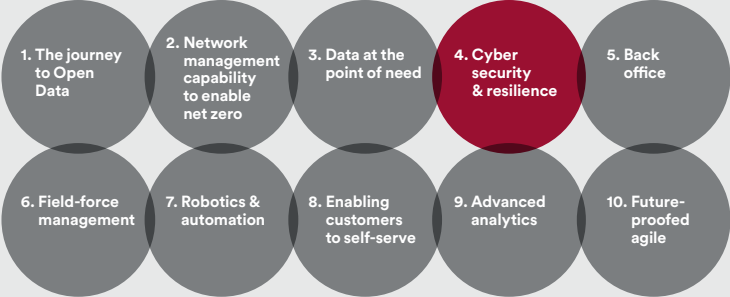 1. The journey
to Open
Data
2. Network
management
capability
to enable
net zero
3. Data at the
point of need
4. Cyber
security
& resilience
5. Back
office
6. Field-force
management
7. Robotics &
automation
8. Enabling
customers
to self-serve
9. Advanced
analytics
10. Future-
proofed
agile